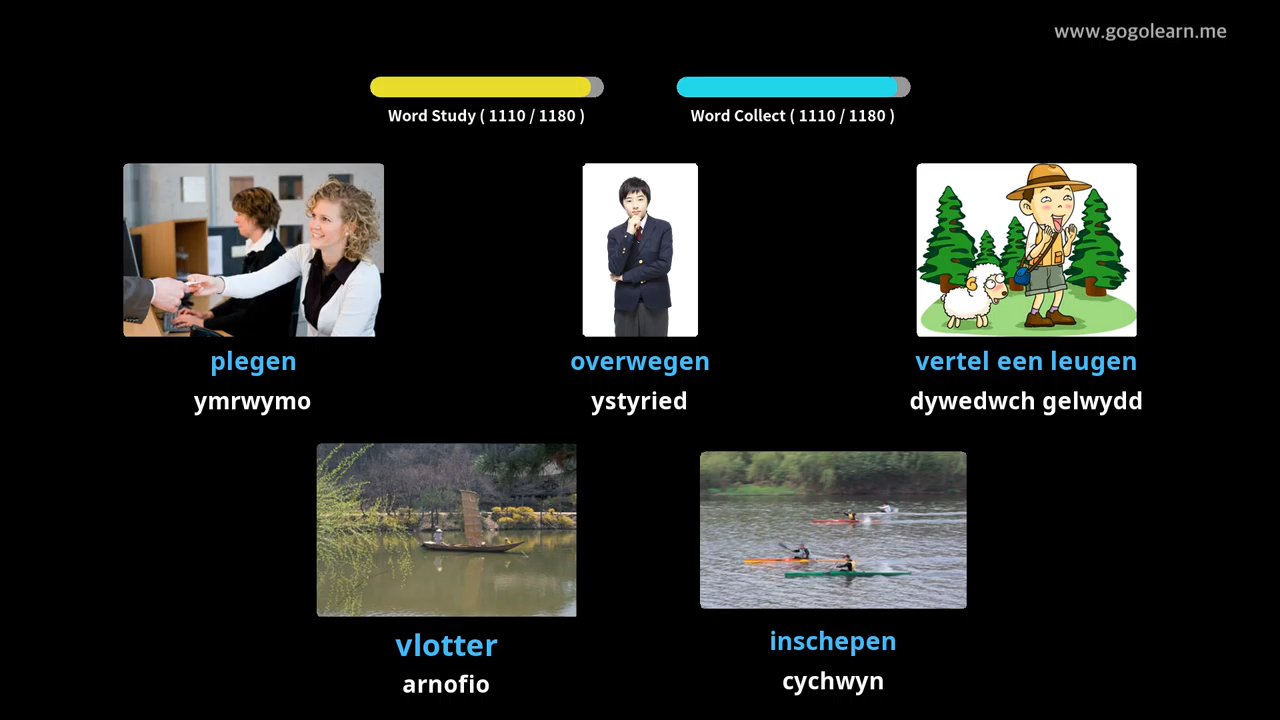 www.gogolearn.me
Word Study ( 1110 / 1180 )
Word Collect ( 1110 / 1180 )
plegen
overwegen
vertel een leugen
ymrwymo
ystyried
dywedwch gelwydd
vlotter
inschepen
arnofio
cychwyn